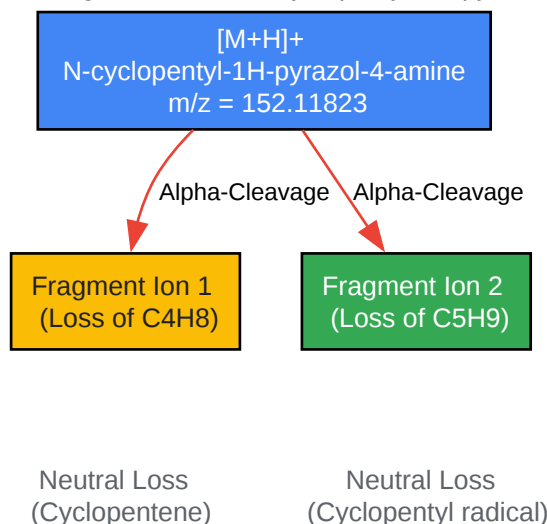 [M+H]+
N-cyclopentyl-1H-pyrazol-4-amine
m/z = 152.11823
Alpha-Cleavage Alpha-Cleavage
Fragment Ion 1
(Loss of C4H8)
Fragment Ion 2
(Loss of C5H9)
Neutral Loss
(Cyclopentene)
Neutral Loss
(Cyclopentyl radical)